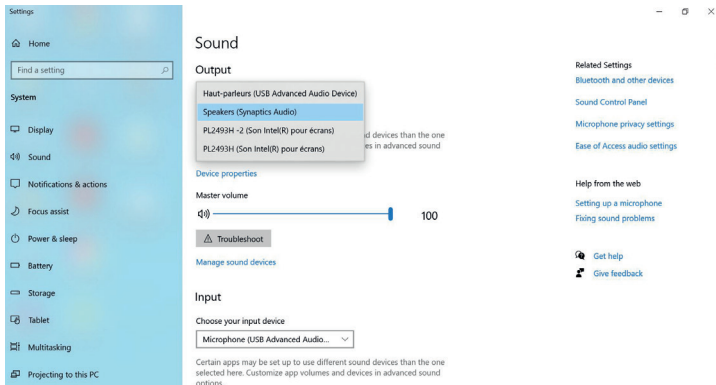 Settings
Home
Find a setting
System
Display
Sound
Notifications & actions
Focus assist
Power & sleep
Battery
Storage
Tablet
Multitasking
Projecting to this PC
Sound
Output
Haut-parleurs (USB Advanced Audio Device)
Speakers (Synaptics Audio)
PL2493H -2 (Son Intel(R) pour écrans)
PL2493H (Son Intel(R) pour écrans)
d devices than the one
es in advanced sound
Device properties
Master volume
100
Troubleshoot
Manage sound devices
Input
Choose your input device
Microphone (USB Advanced Audio...
Certain apps may be set up to use different sound devices than the one
selected here. Customize app volumes and devices in advanced sound
options.
Related Settings
Bluetooth and other devices
Sound Control Panel
Microphone privacy settings
Ease of Access audio settings
Help from the web
Setting up a microphone
Fixing sound problems
Get help
Give feedback